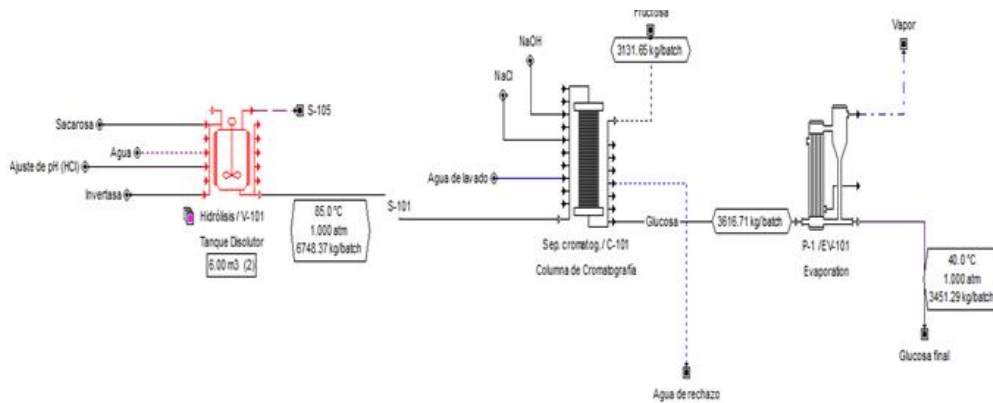 Fructosa
3131.65 kg/batch
Vapor
NaOH
NaCl
Sacarosa
S-105
Agua
Ajuste de pH (HCl)
Invertasa
Agua de lavado
Hidrólisis / V-101
Tanque Disolutor
6.00 m3 (2)
85.0 °C
1.000 atm
6748.37 kg/batch
S-101
Sep. cromatog./ C-101
Columna de Cromatografía
Glucosa
3616.71 kg/batch
P-1 / EV-101
Evaporation
40.0 °C
1.000 atm
3451.29 kg/batch
Glucosa final
Agua de rechazo